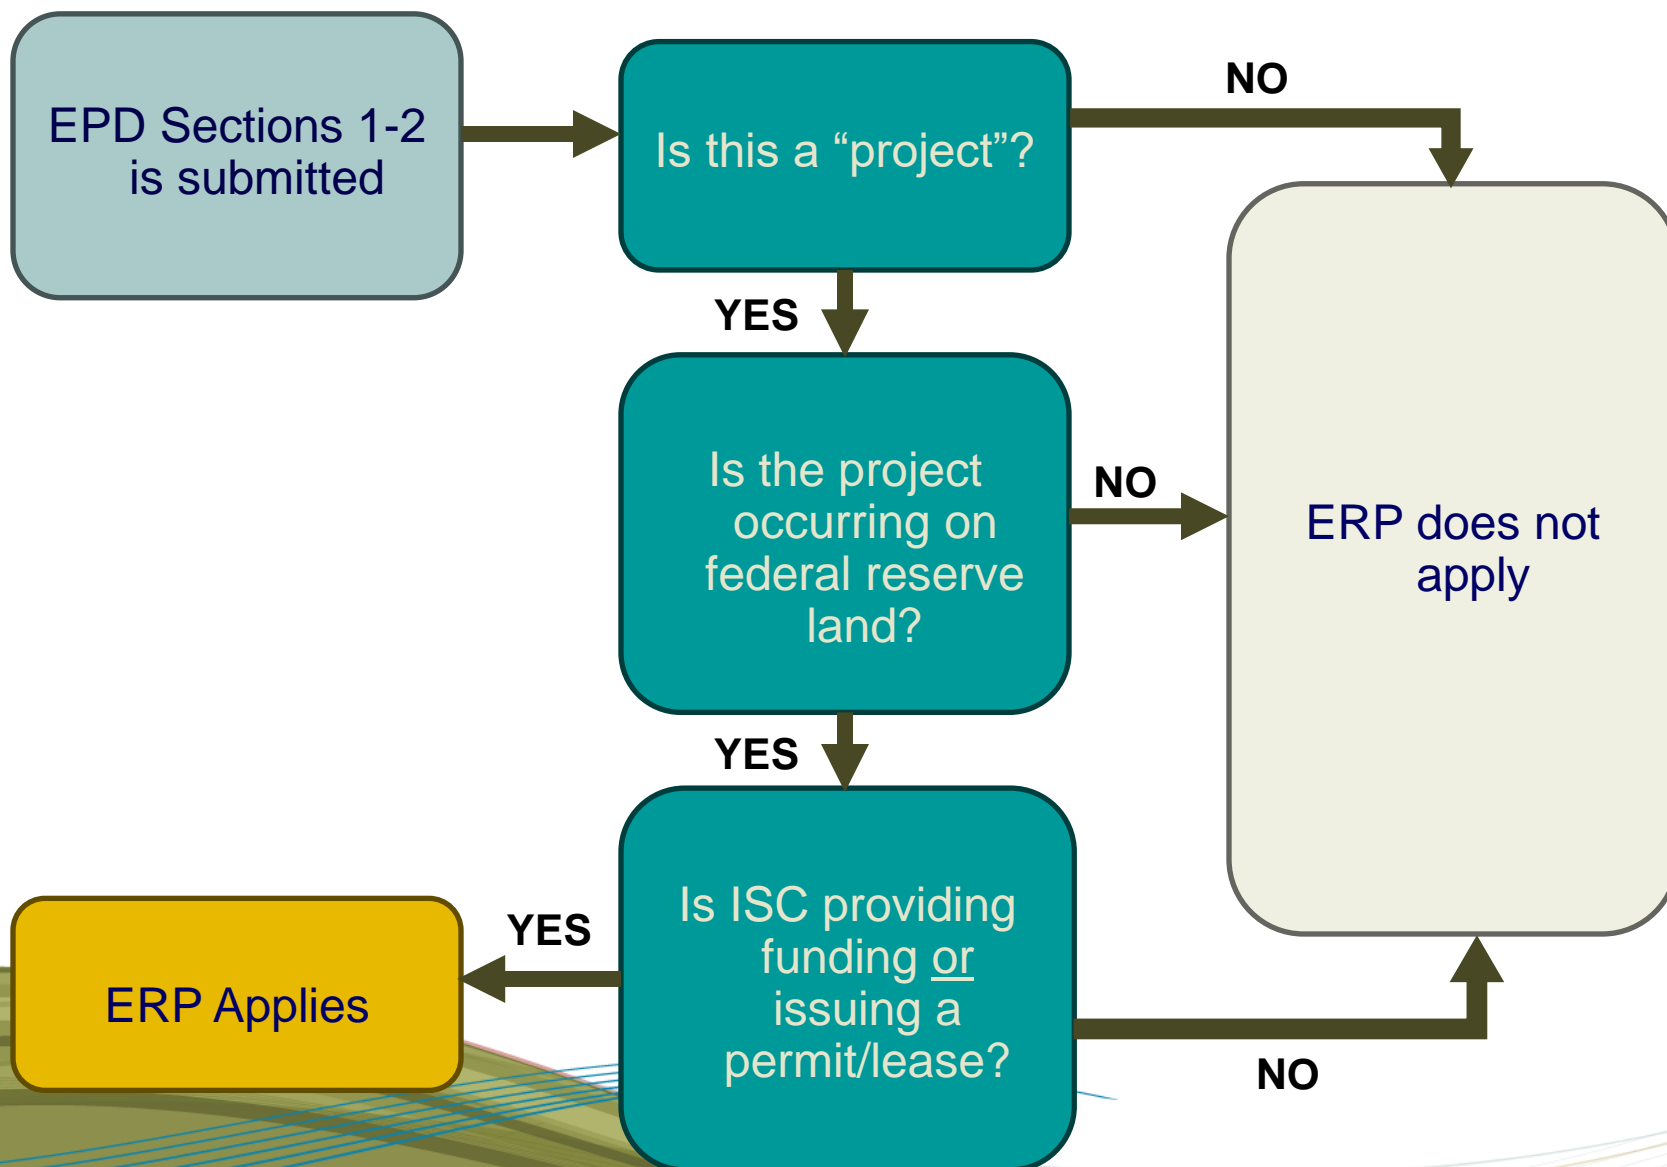 EPD Sections 1-2
is submitted
Is this a “project”?
NO
YES
Is the project
occurring on
federal reserve
land?
NO
ERP does not
apply
YES
Is ISC providing
funding or
issuing a
permit/lease?
YES
ERP Applies
NO